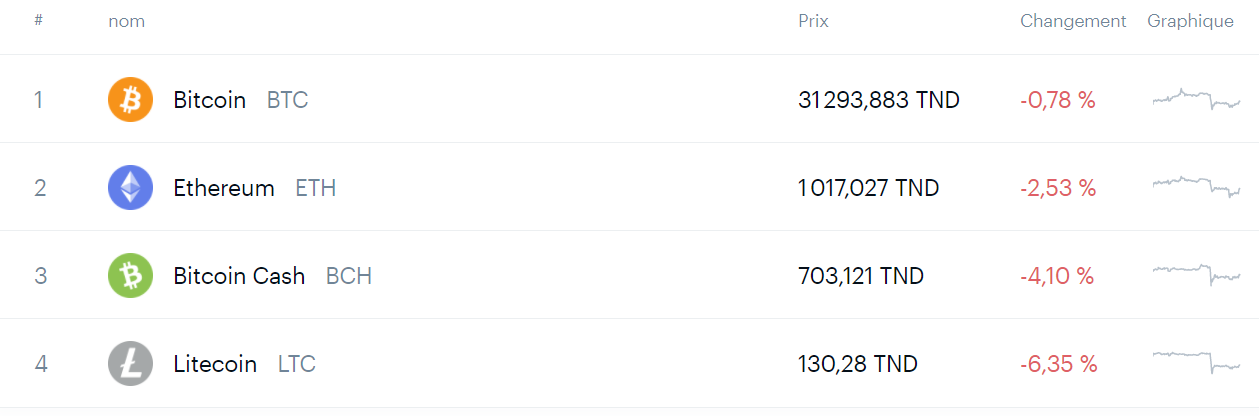 # nom Prix Changement Graphique
1 Bitcoin BTC 31 293,883 TND -0,78 %
2 Ethereum ETH 1 017,027 TND -2,53 %
3 Bitcoin Cash BCH 703,121 TND -4,10 %
4 Litecoin LTC 130,28 TND -6,35 %